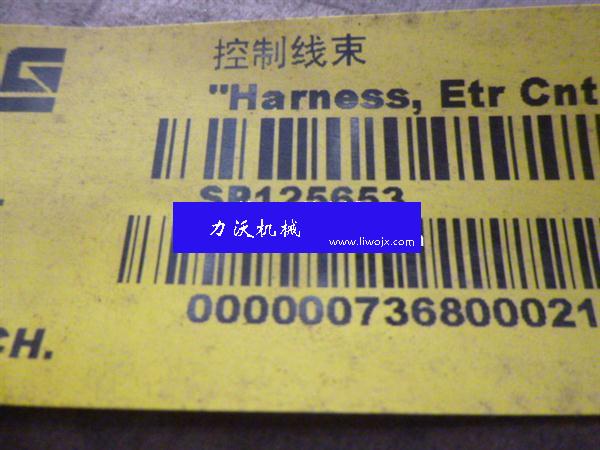 控制线束
"Harness, Etr Cnt
SP125653
力沃机械
www.liwojx.com
000000736800021
CH.